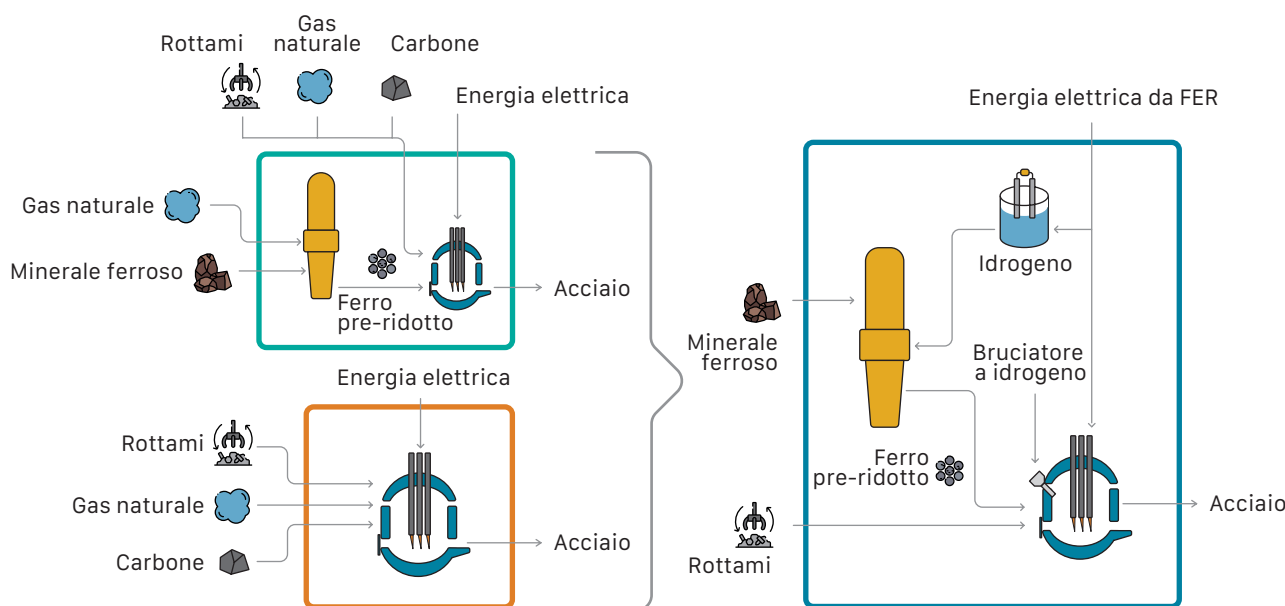 Rottami
Gas
naturale
Carbone
Energia elettrica
Gas naturale
Minerale ferroso
Ferro
pre-ridotto
Acciaio
Energia elettrica
Rottami
Gas naturale
Carbone
Acciaio
Energia elettrica da FER
Idrogeno
Minerale
ferroso
Bruciatore
a idrogeno
Ferro
pre-ridotto
Rottami
Acciaio